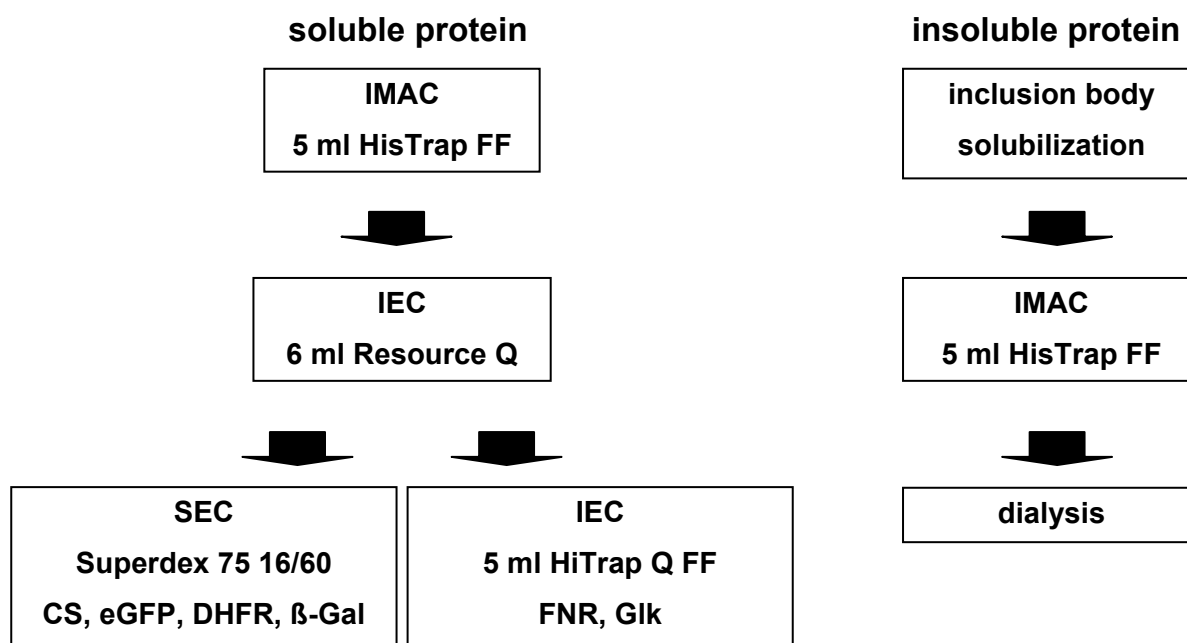 soluble protein
IMAC
5 ml HisTrap FF
IEC
6 ml Resource Q
SEC
Superdex 75 16/60
CS, eGFP, DHFR, ß-Gal
IEC
5 ml HiTrap Q FF
FNR, Glk
insoluble protein
inclusion body
solubilization
IMAC
5 ml HisTrap FF
dialysis